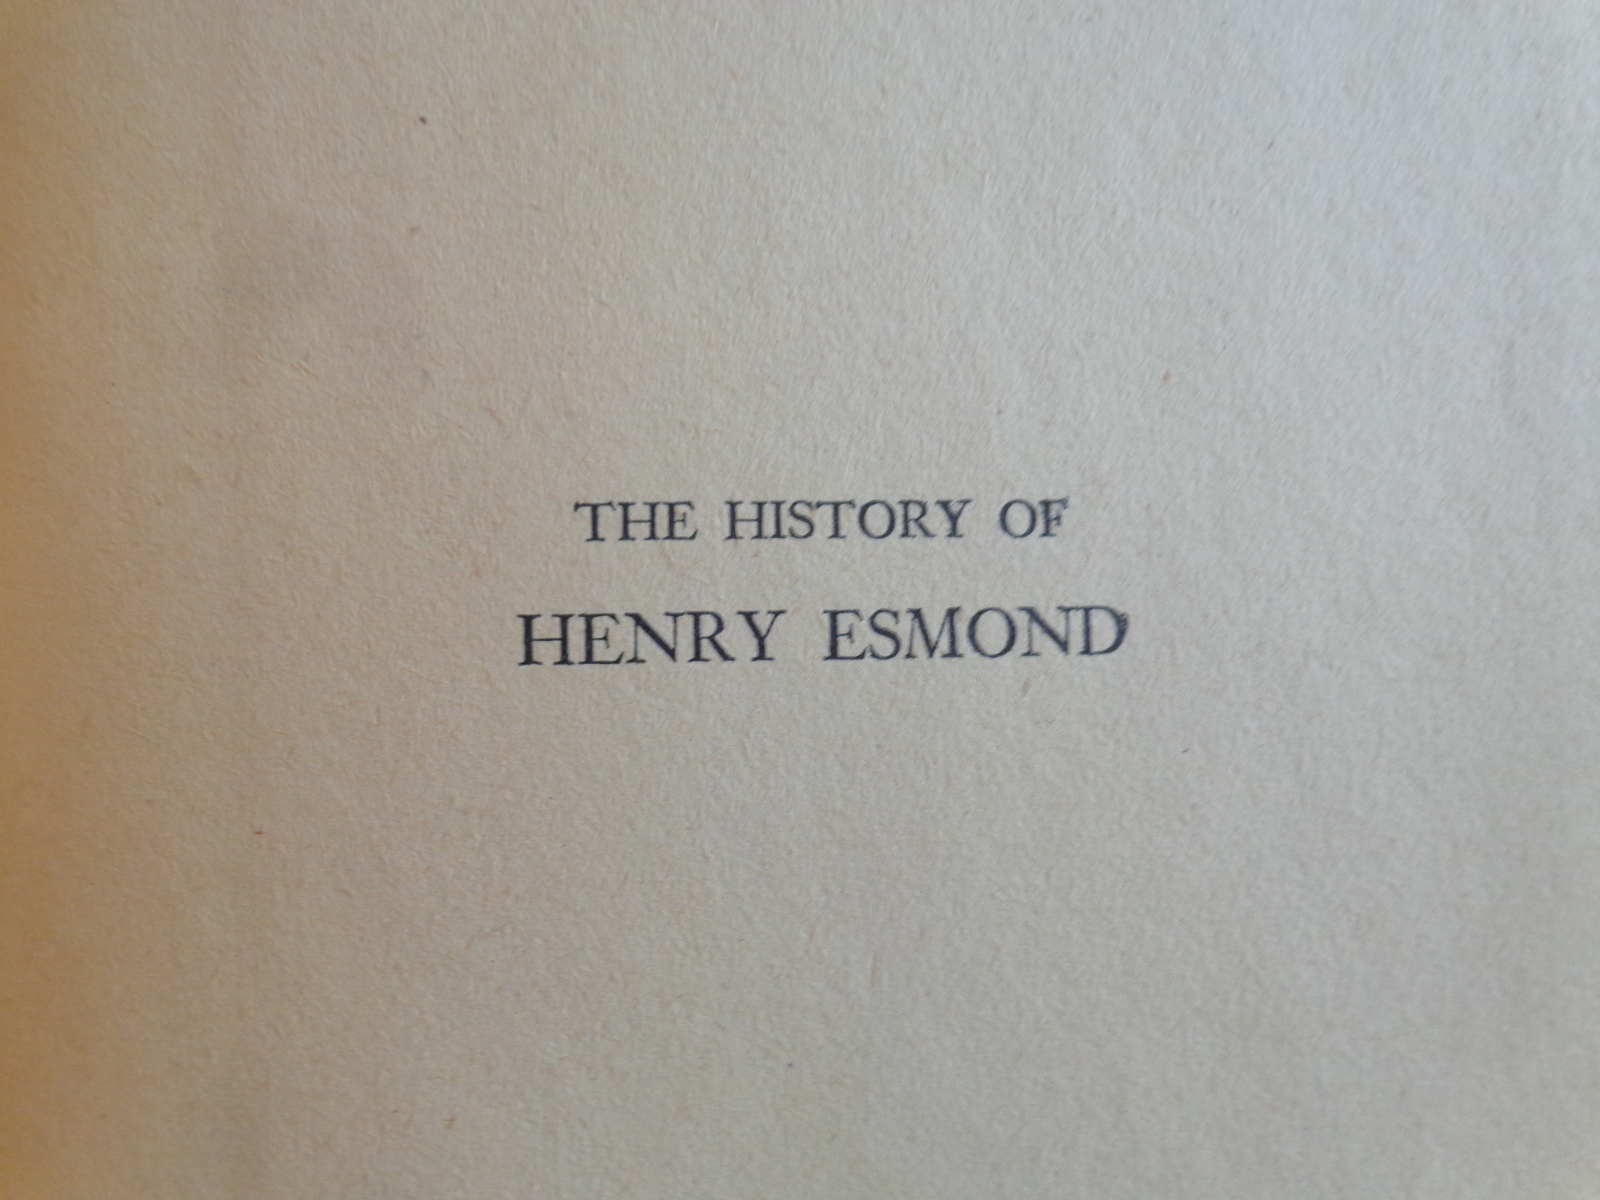 THE HISTORY OF
HENRY ESMOND